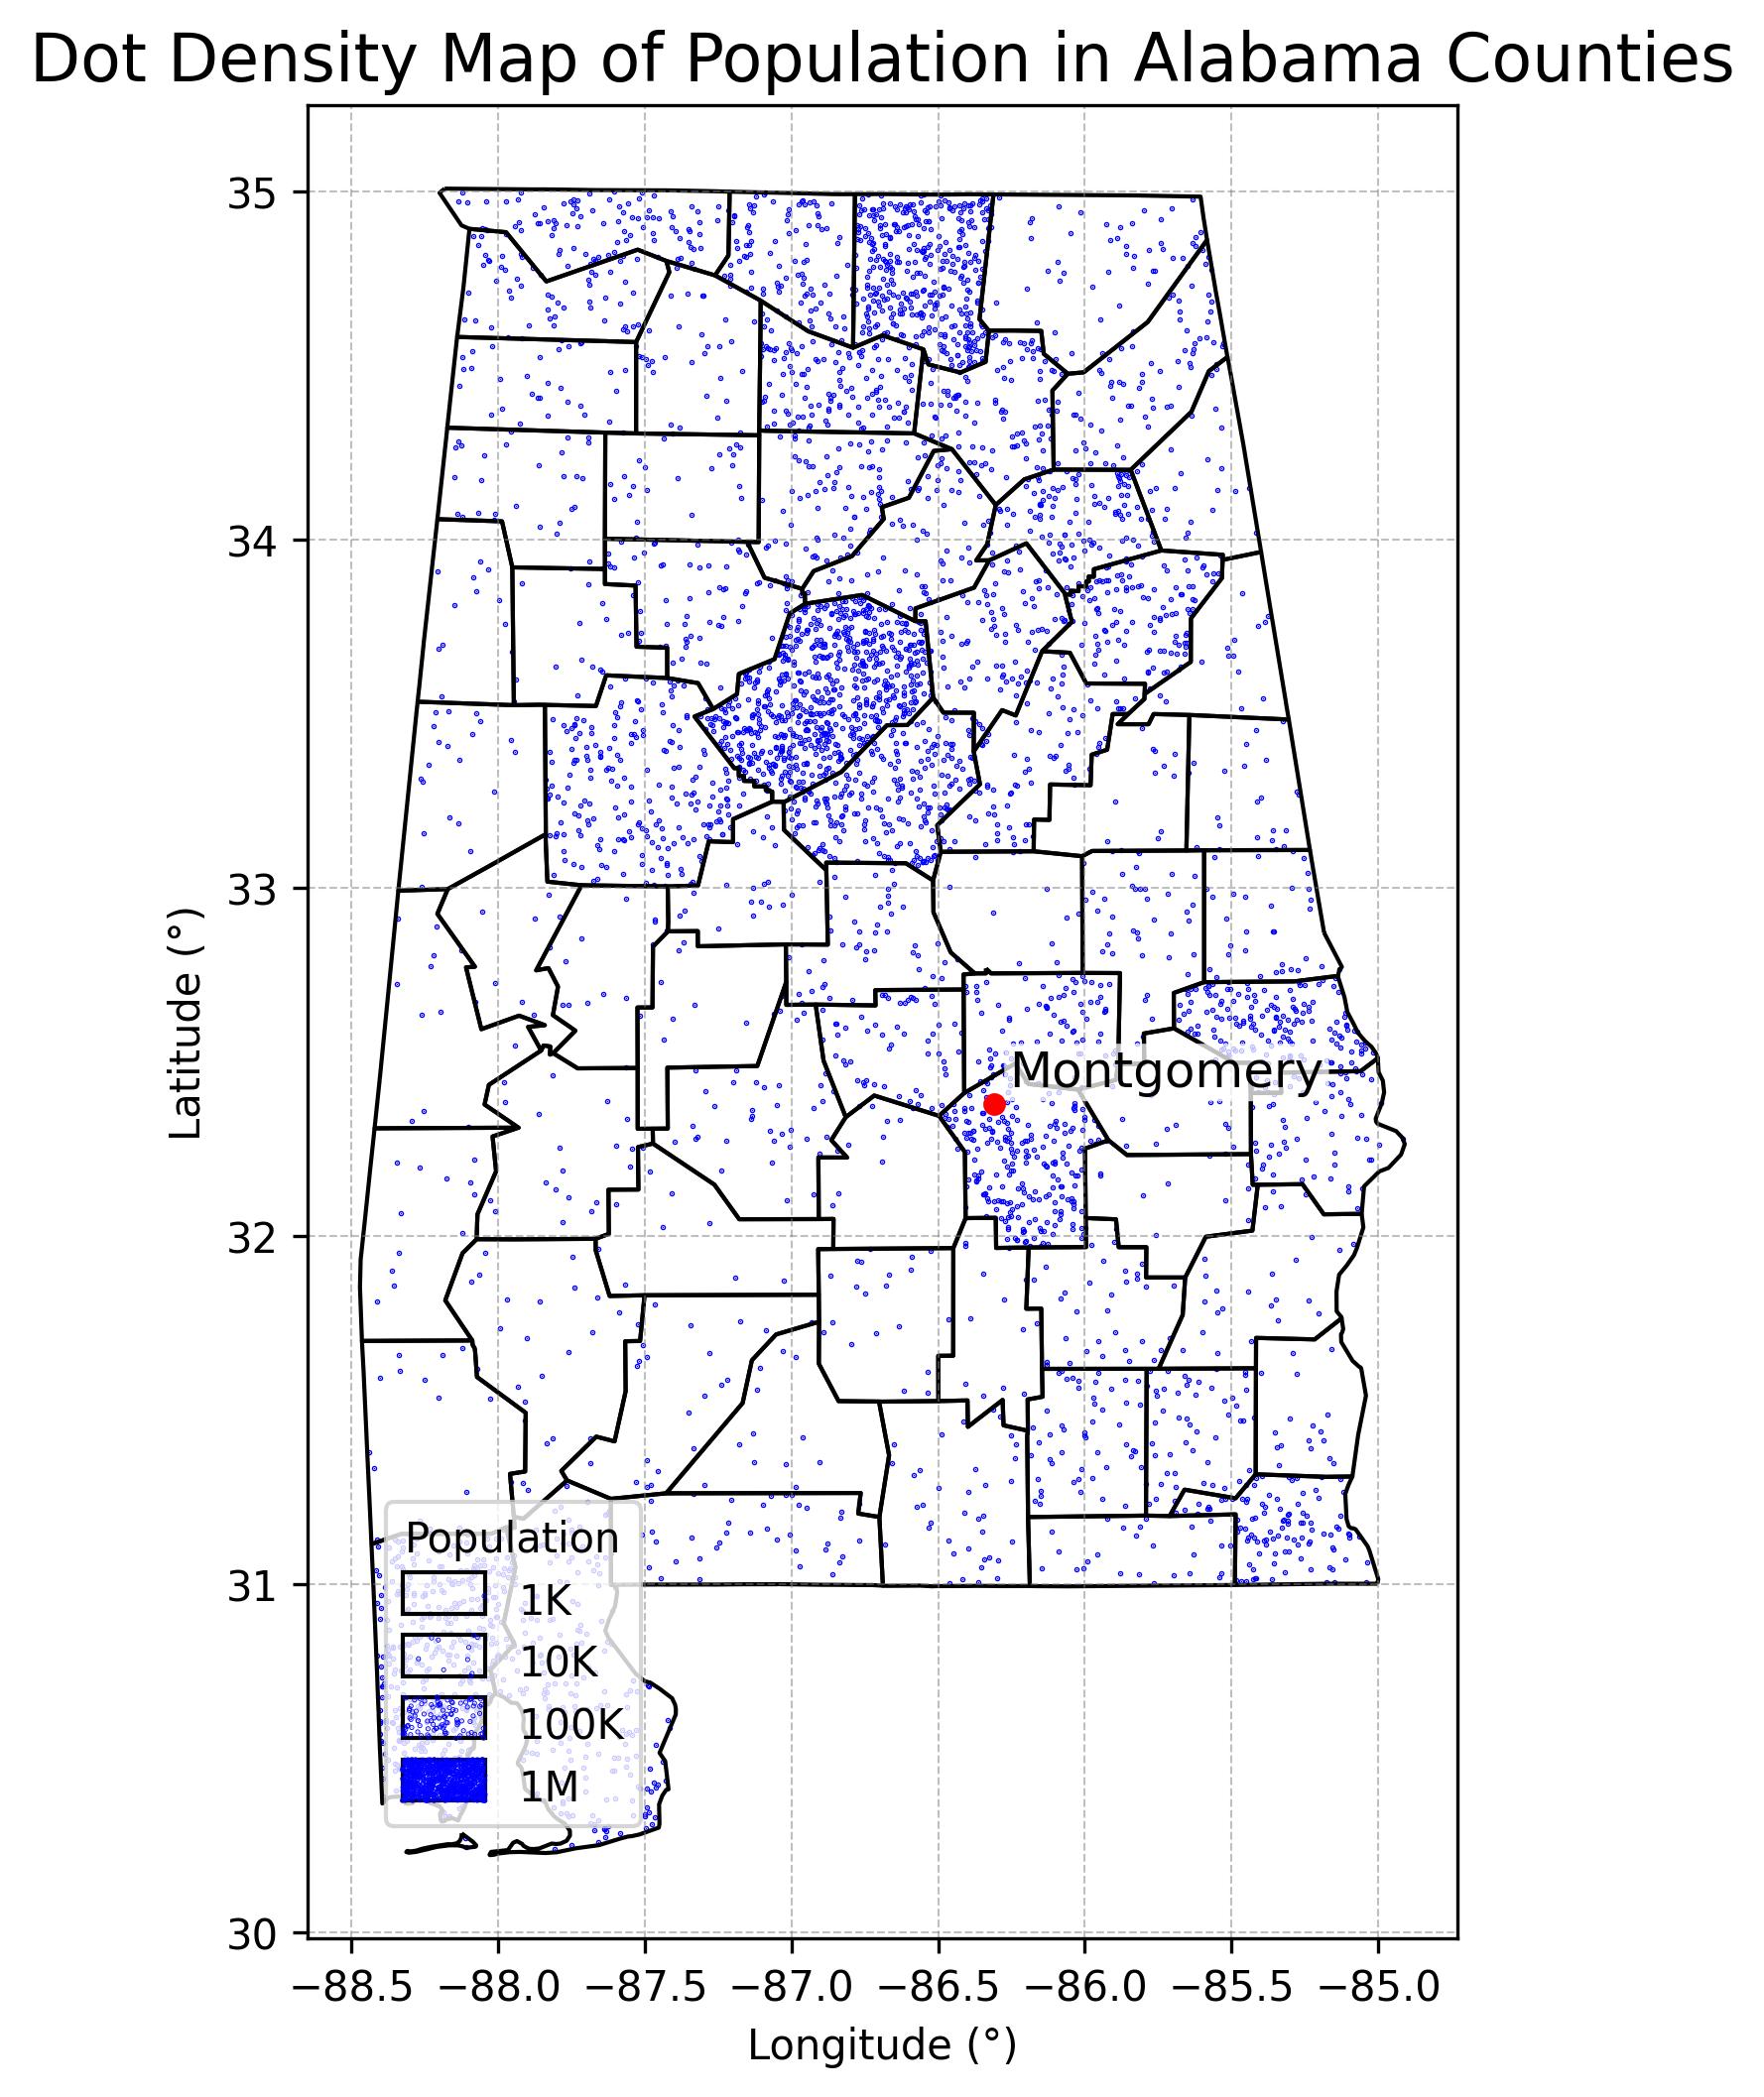 Dot Density Map of Population in Alabama Counties
35
34
33
32
31
30
Latitude (°)
Montgomery
Population
1K
10K
100K
1M
−88.5 −88.0 −87.5 −87.0 −86.5 −86.0 −85.5 −85.0
Longitude (°)